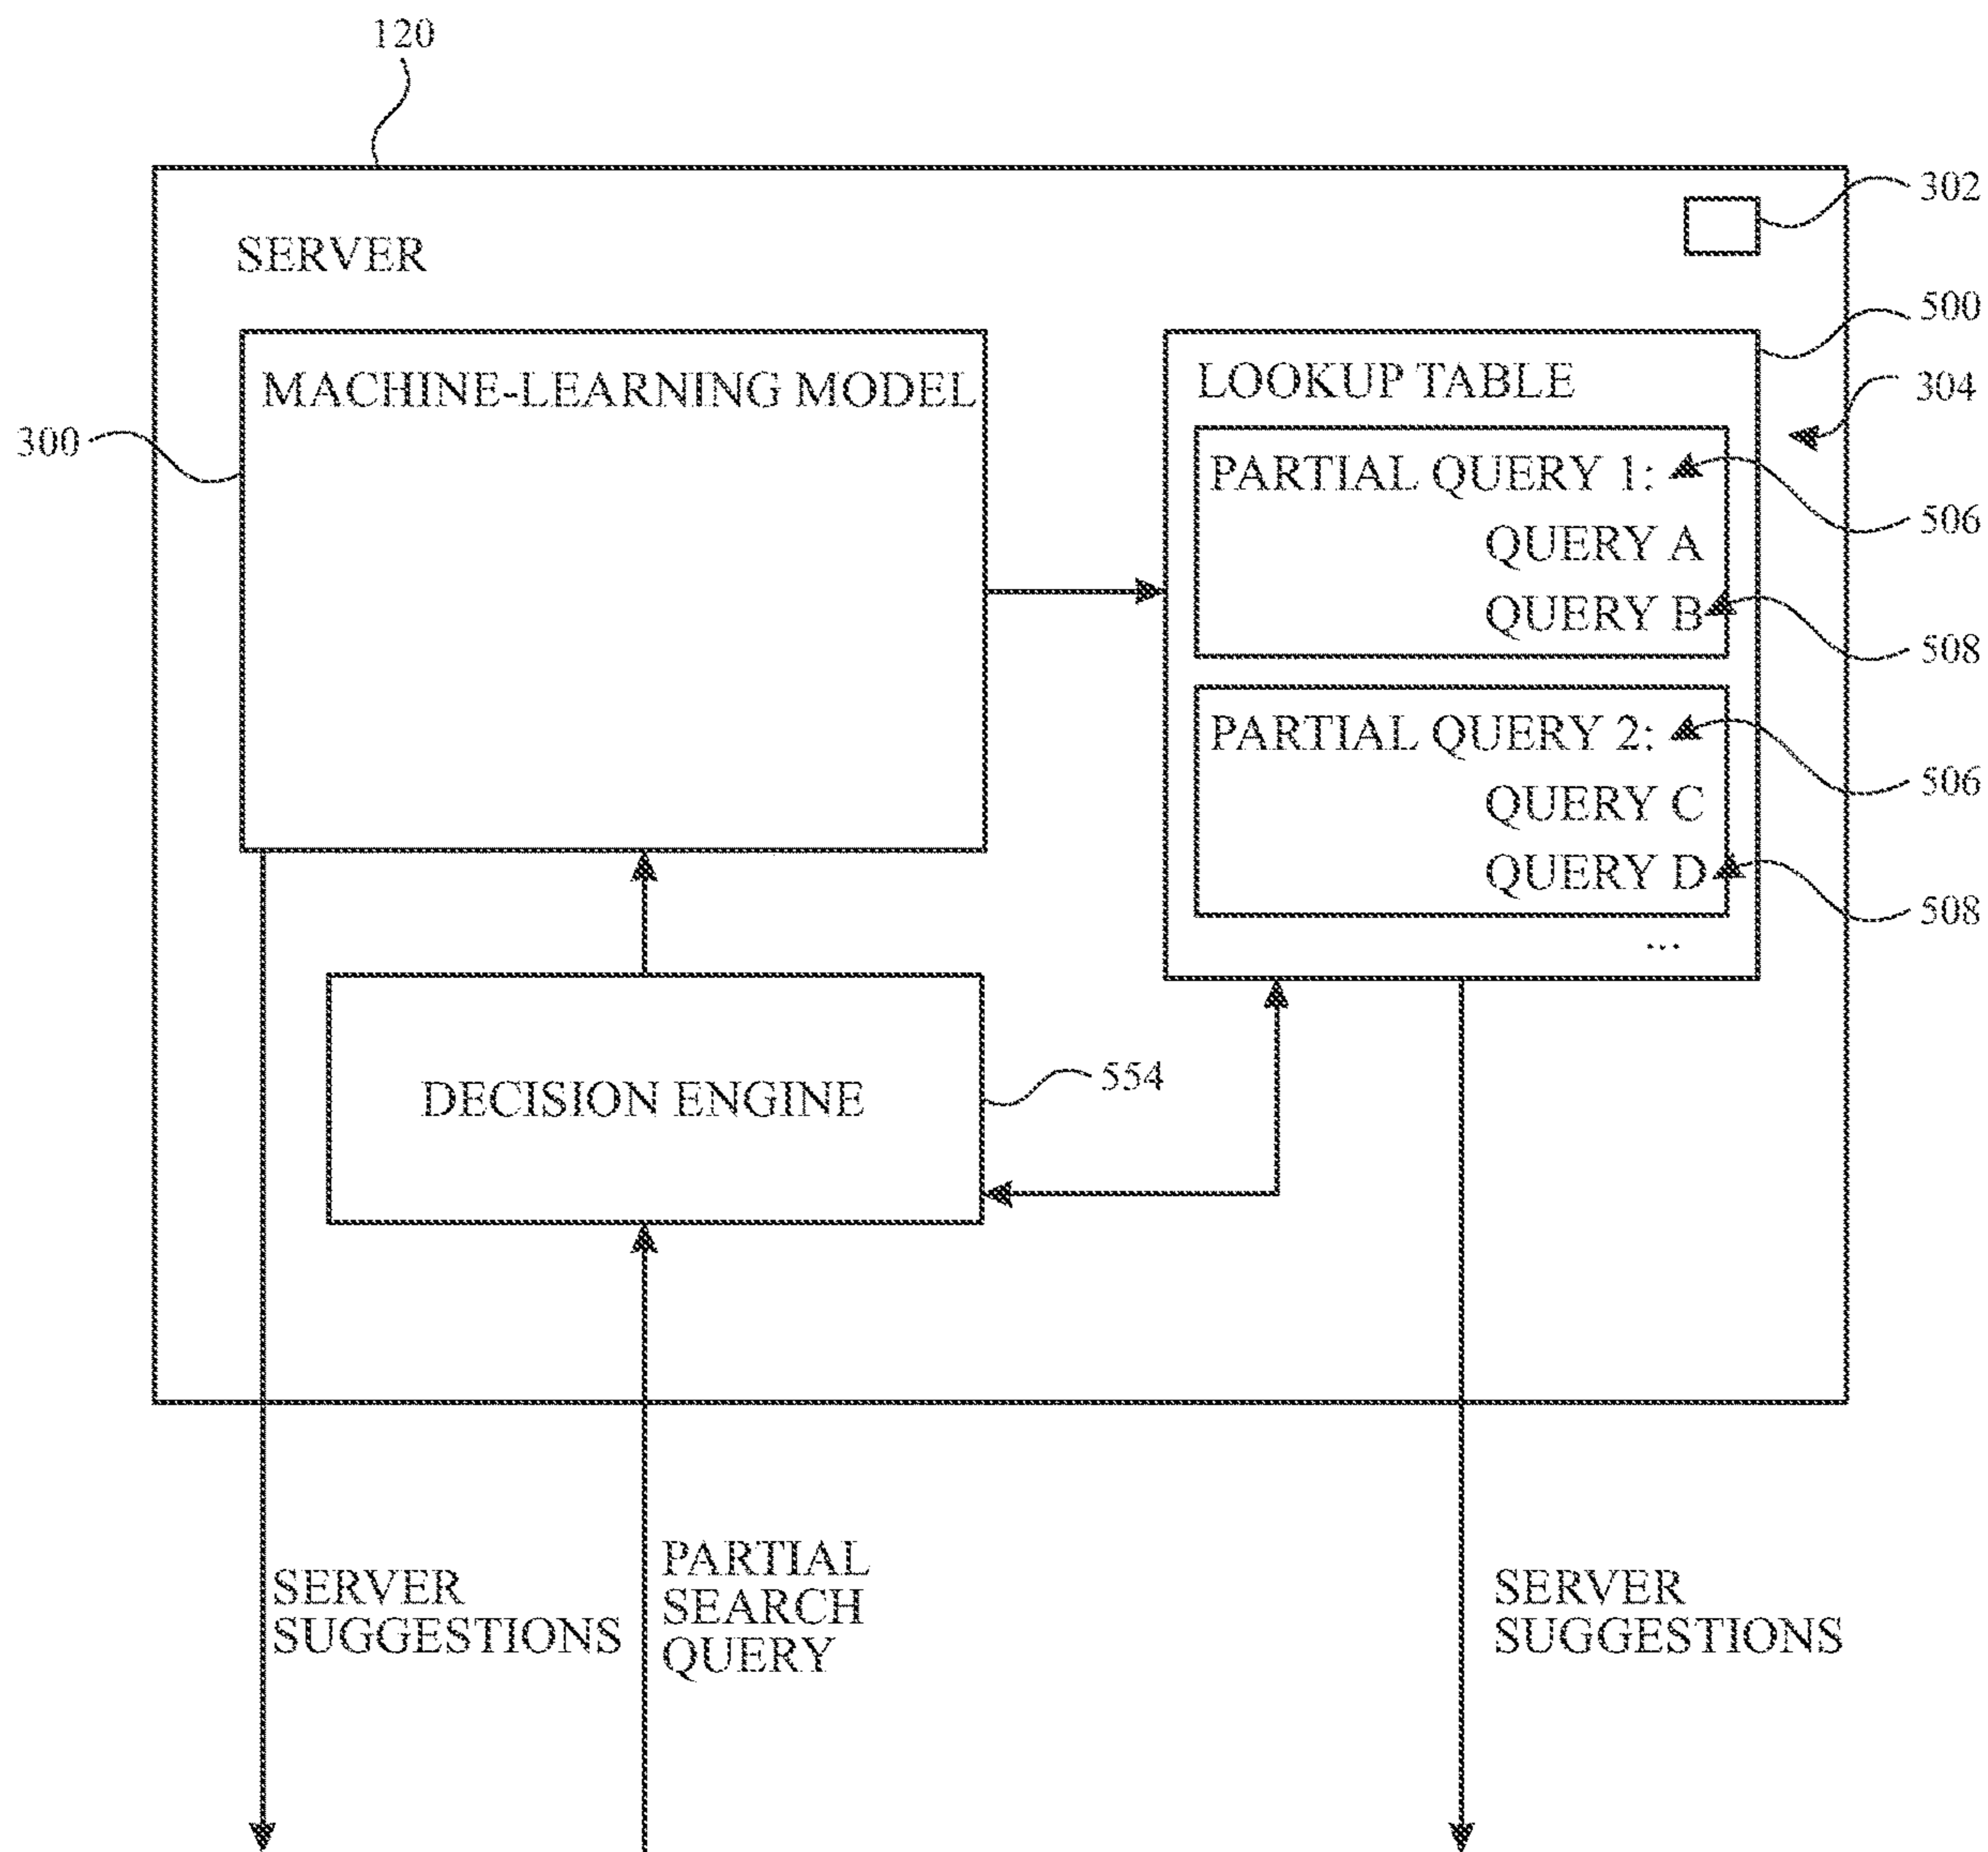 120
302
SERVER
500
MACHINE-LEARNING MODEL
LOOKUP TABLE
304
300
PARTIAL QUERY 1:
506
QUERY A
QUERY B
508
PARTIAL QUERY 2:
506
QUERY C
QUERY D
508
...
DECISION ENGINE
554
SERVER
SUGGESTIONS
PARTIAL
SEARCH
QUERY
SERVER
SUGGESTIONS